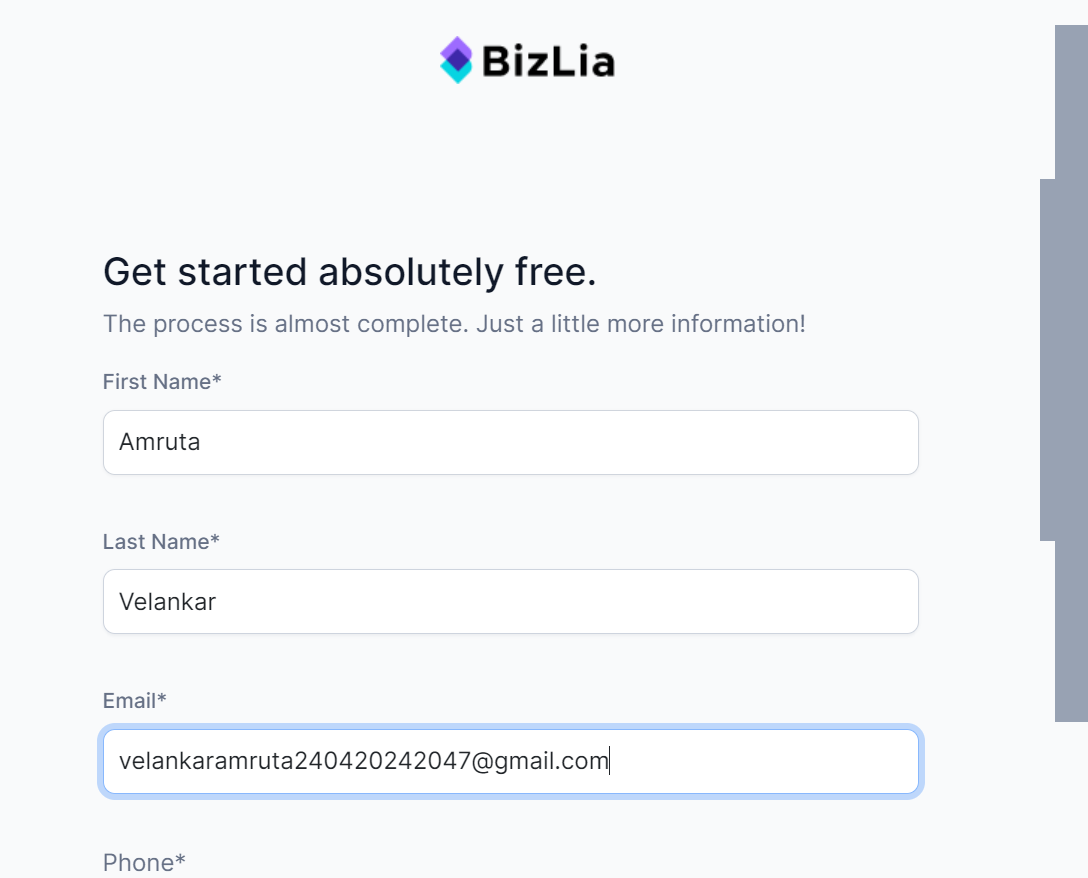 BizLia
Get started absolutely free.
The process is almost complete. Just a little more information!
First Name*
Amruta
Last Name*
Velankar
Email*
velankaramruta240420242047@gmail.com
Phone*